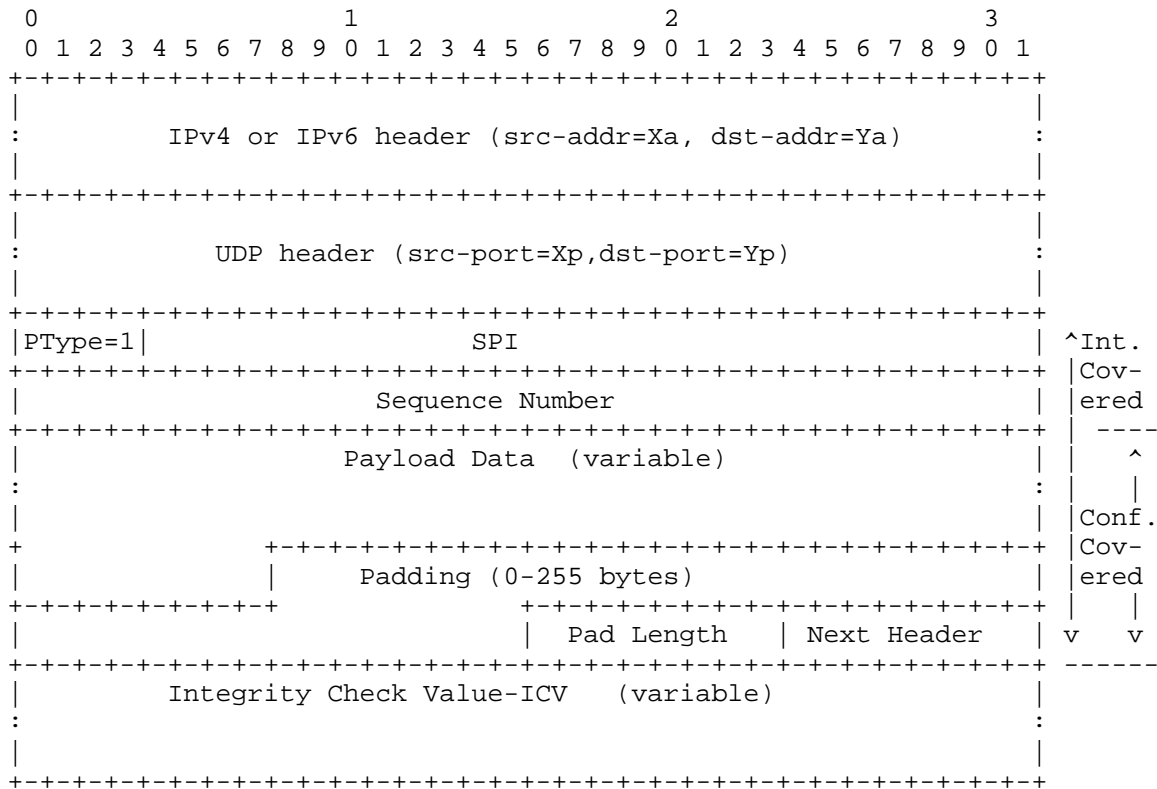 0                   1                   2                   3
 0 1 2 3 4 5 6 7 8 9 0 1 2 3 4 5 6 7 8 9 0 1 2 3 4 5 6 7 8 9 0 1
+-+-+-+-+-+-+-+-+-+-+-+-+-+-+-+-+-+-+-+-+-+-+-+-+-+-+-+-+-+-+-+-+
|                                                               |
:         IPv4 or IPv6 header (src-addr=Xa, dst-addr=Ya)        :
|                                                               |
+-+-+-+-+-+-+-+-+-+-+-+-+-+-+-+-+-+-+-+-+-+-+-+-+-+-+-+-+-+-+-+-+
|                                                               |
:            UDP header (src-port=Xp,dst-port=Yp)               :
|                                                               |
+-+-+-+-+-+-+-+-+-+-+-+-+-+-+-+-+-+-+-+-+-+-+-+-+-+-+-+-+-+-+-+-+
|PType=1|                    SPI                                | ^Int.
+-+-+-+-+-+-+-+-+-+-+-+-+-+-+-+-+-+-+-+-+-+-+-+-+-+-+-+-+-+-+-+-+ |Cov-
|                      Sequence Number                          | |ered
+-+-+-+-+-+-+-+-+-+-+-+-+-+-+-+-+-+-+-+-+-+-+-+-+-+-+-+-+-+-+-+-+ | ----
|                    Payload Data  (variable)                   | |   ^
:                                                               : |   |
|                                                               | |Conf.
+               +-+-+-+-+-+-+-+-+-+-+-+-+-+-+-+-+-+-+-+-+-+-+-+-+ |Cov-
|               |     Padding (0-255 bytes)                     | |ered
+-+-+-+-+-+-+-+-+               +-+-+-+-+-+-+-+-+-+-+-+-+-+-+-+-+ |   |
|                               |  Pad Length   | Next Header   | v   v
+-+-+-+-+-+-+-+-+-+-+-+-+-+-+-+-+-+-+-+-+-+-+-+-+-+-+-+-+-+-+-+-+ ------
|         Integrity Check Value-ICV   (variable)                |
:                                                               :
|                                                               |
+-+-+-+-+-+-+-+-+-+-+-+-+-+-+-+-+-+-+-+-+-+-+-+-+-+-+-+-+-+-+-+-+